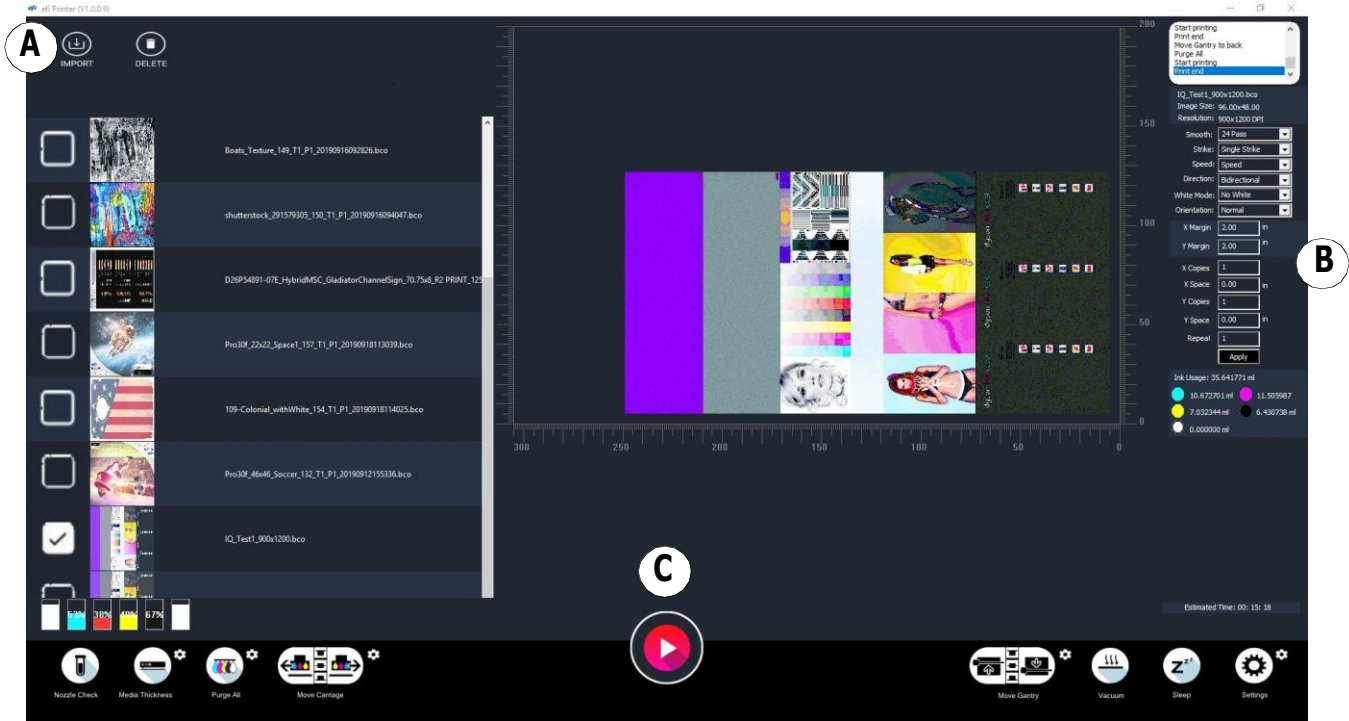 efi Printer (V1.0.0.9)
A
IMPORT
DELETE
Boats_Texture_149_T1_P1_20190916092826.bco
shutterstock_291579305_150_T1_P1_20190916094047.bco
D26P54891-07E_HybridMSC_GladiatorChannelSign_70.75x8_R2 PRINT_125
Pro30f_22x22_Space1_157_T1_P1_20190918113039.bco
109-Colonial_withWhite_154_T1_P1_20190918114025.bco
Pro30f_46x46_Soccer_132_T1_P1_20190912155336.bco
IQ_Test1_900x1200.bco
53% 38% 49% 67%
200
150
100
50
0
300 250 200 150 100 50 0
Start printing
Print end
Move Gantry to back
Purge All
Start printing
Print end
IQ_Test1_900x1200.bco
Image Size: 96.00x48.00
Resolution: 900x1200 DPI
Smooth: 24 Pass
Strike: Single Strike
Speed: Speed
Direction: Bidirectional
White Mode: No White
Orientation: Normal
X Margin 2.00 in
Y Margin 2.00 in
B
X Copies 1
X Space 0.00 in
Y Copies 1
Y Space 0.00 in
Repeat 1
Apply
Ink Usage: 35.641771 ml
10.672701 ml 11.505987
7.032344 ml 6.430738 ml
0.000000 ml
Estimated Time: 00: 15: 18
C
Nozzle Check
Media Thickness
Purge All
Move Carriage
Move Gantry
Vacuum
Sleep
Settings